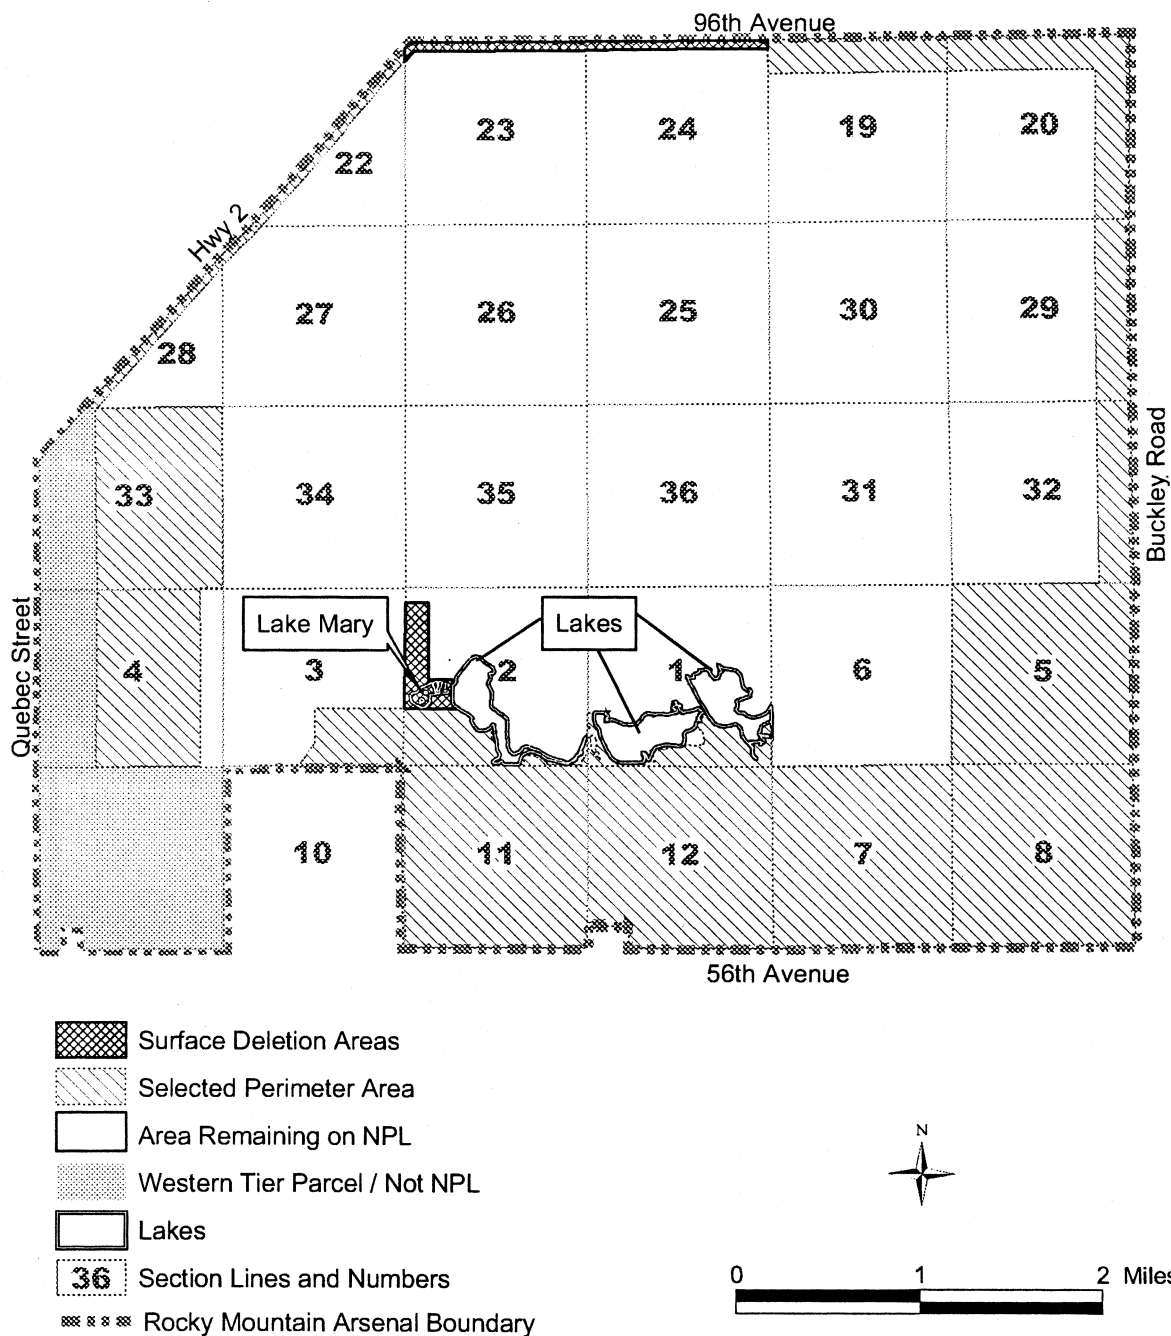 96th Avenue
23
24
19
20
22
Hwy 2
27
26
25
30
29
28
33
34
35
36
31
32
Buckley Road
Quebec Street
Lake Mary
Lakes
4
3
2
1
6
5
10
11
12
7
8
56th Avenue
Surface Deletion Areas
Selected Perimeter Area
Area Remaining on NPL
Western Tier Parcel / Not NPL
Lakes
36 Section Lines and Numbers
Rocky Mountain Arsenal Boundary
N
0 1 2 Miles